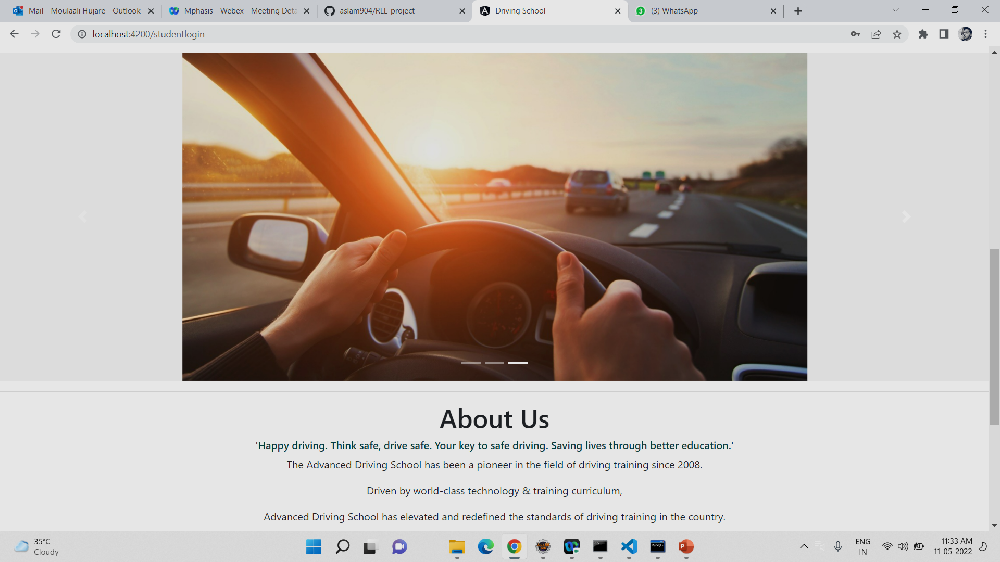 Mail - Moulaali Hujare - Outlook
Mphasis - Webex - Meeting Deta
aslam904/RLL-project
Driving School
(3) WhatsApp
localhost:4200/studentlogin
About Us
'Happy driving. Think safe, drive safe. Your key to safe driving. Saving lives through better education.'
The Advanced Driving School has been a pioneer in the field of driving training since 2008.
Driven by world-class technology & training curriculum,
Advanced Driving School has elevated and redefined the standards of driving training in the country.
35°C
Cloudy
ENG
IN
11:33 AM
11-05-2022